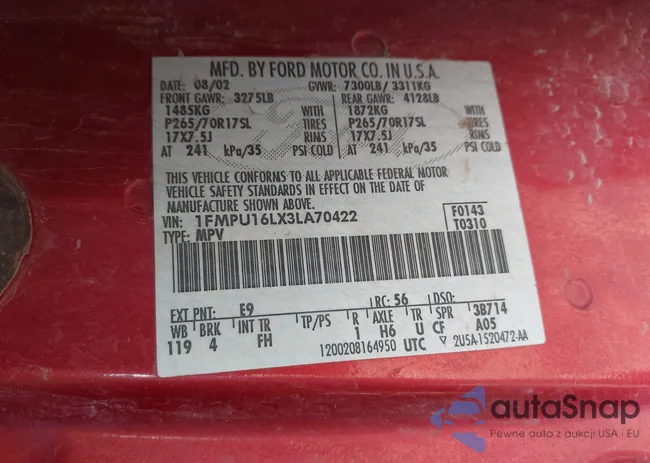 MFD. BY FORD MOTOR CO. IN U.S.A.
DATE: 08/02 GVWR: 7300LB/ 3311KG
FRONT GAWR: 3275LB REAR GAWR: 4128LB
1485KG WITH 1872KG WITH
P265/70R17SL TIRES P265/70R17SL TIRES
17X7.5J RIMS 17X7.5J RIMS
AT 241 kPa/35 PSI COLD AT 241 kPa/35 PSI COLD
THIS VEHICLE CONFORMS TO ALL APPLICABLE FEDERAL MOTOR
VEHICLE SAFETY STANDARDS IN EFFECT ON THE DATE OF
MANUFACTURE SHOWN ABOVE.
VIN: 1FMPU16LX3LA70422 F0143
TYPE: MPV T0310
EXT PNT: E9 RC: 56 DSO:
WB BRK INT TR TP/PS R AXLE TR SPR 3B714
119 4 FH 1 H6 U CF A05
1200208164950 UTC ▽ 2U5A-1520472-AA
autaSnap
Pewne auta z aukcji USA i EU